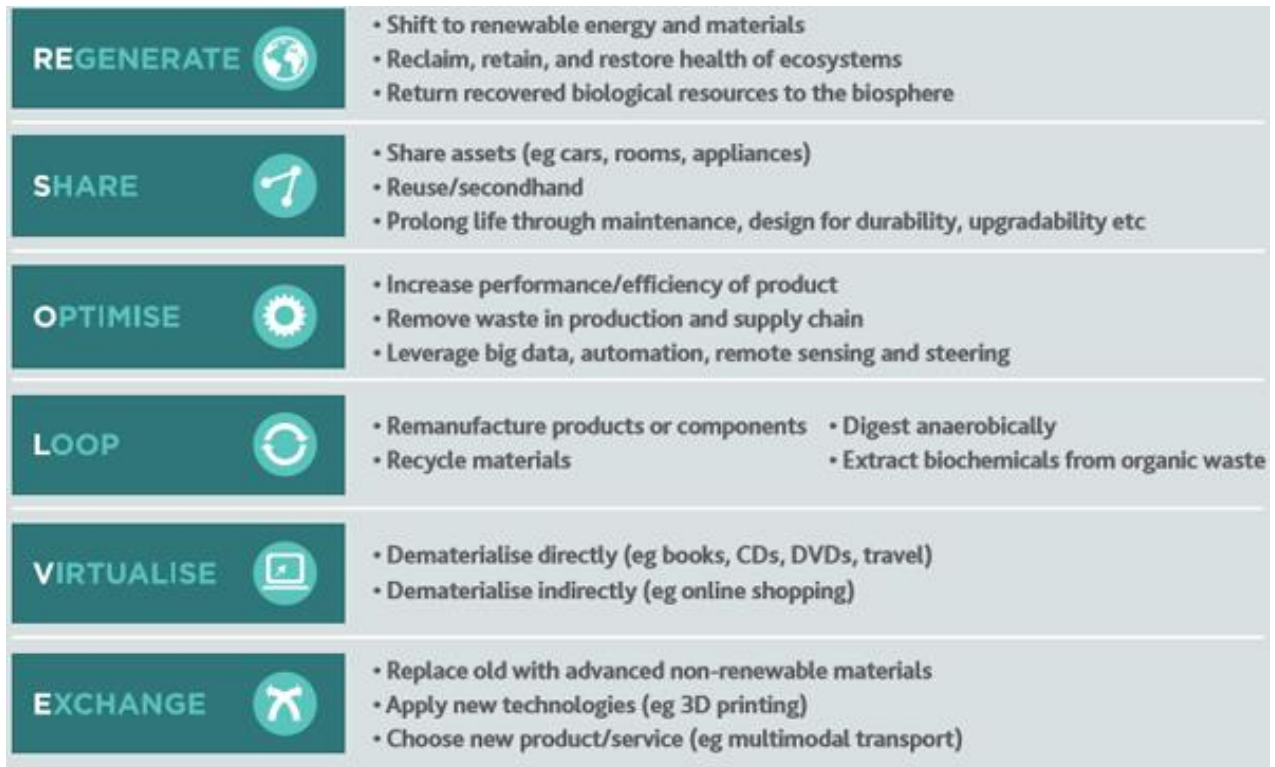 REGENERATE
• Shift to renewable energy and materials
• Reclaim, retain, and restore health of ecosystems
• Return recovered biological resources to the biosphere
SHARE
• Share assets (eg cars, rooms, appliances)
• Reuse/secondhand
• Prolong life through maintenance, design for durability, upgradability etc
OPTIMISE
• Increase performance/efficiency of product
• Remove waste in production and supply chain
• Leverage big data, automation, remote sensing and steering
LOOP
• Remanufacture products or components • Digest anaerobically
• Recycle materials • Extract biochemicals from organic waste
VIRTUALISE
• Dematerialise directly (eg books, CDs, DVDs, travel)
• Dematerialise indirectly (eg online shopping)
EXCHANGE
• Replace old with advanced non-renewable materials
• Apply new technologies (eg 3D printing)
• Choose new product/service (eg multimodal transport)